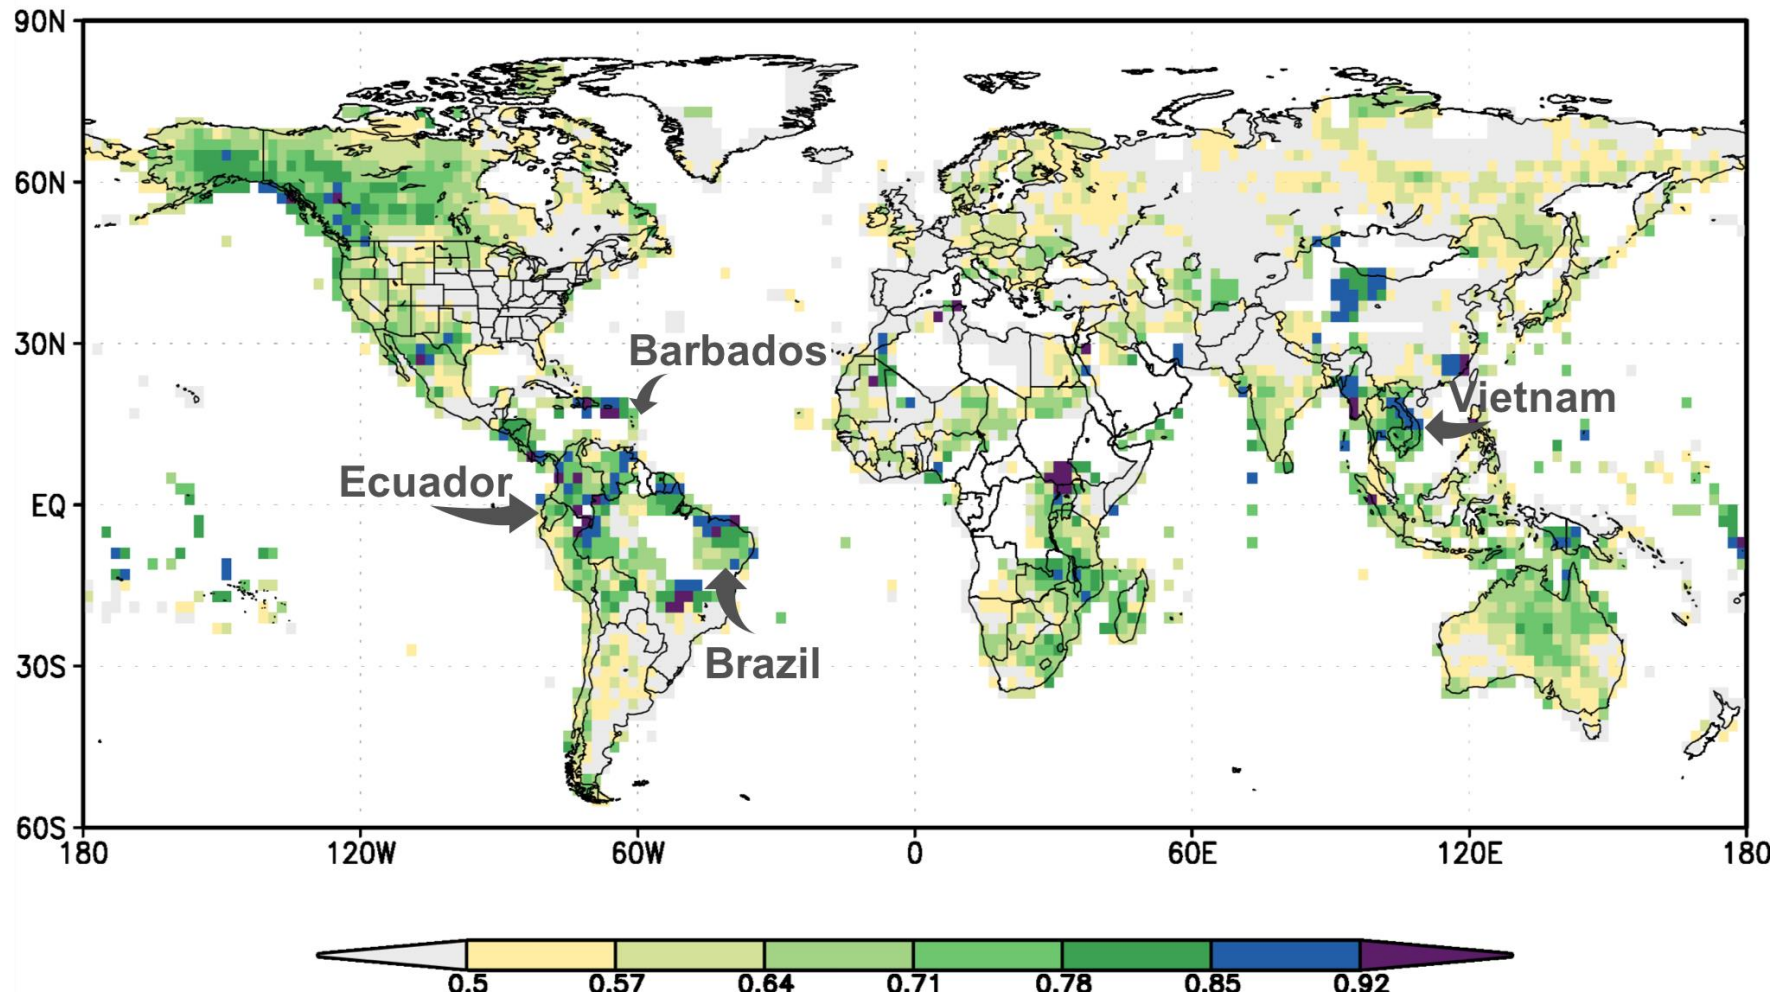 90N
60N
30N
EQ
30S
60S
180
120W
60W
0
60E
120E
180
Barbados
Vietnam
Ecuador
Brazil
0.5
0.57
0.64
0.71
0.78
0.85
0.92